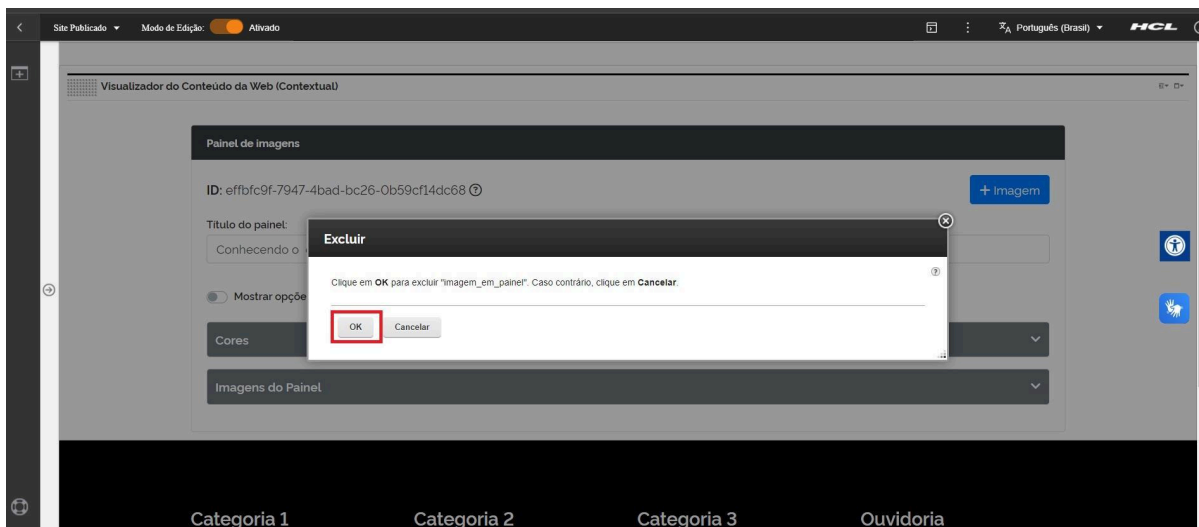 Site Publicado
Modo de Edição:
Ativado
Português (Brasil)
HCL
Visualizador do Conteúdo da Web (Contextual)
Painel de imagens
ID: effbfc9f-7947-4bad-bc26-0b59cf14dc68
+ Imagem
Título do painel:
Conhecendo o
Excluir
Clique em OK para excluir "imagem_em_painel". Caso contrário, clique em Cancelar.
Mostrar opçõe
OK
Cancelar
Cores
Imagens do Painel
Categoria 1
Categoria 2
Categoria 3
Ouvidoria